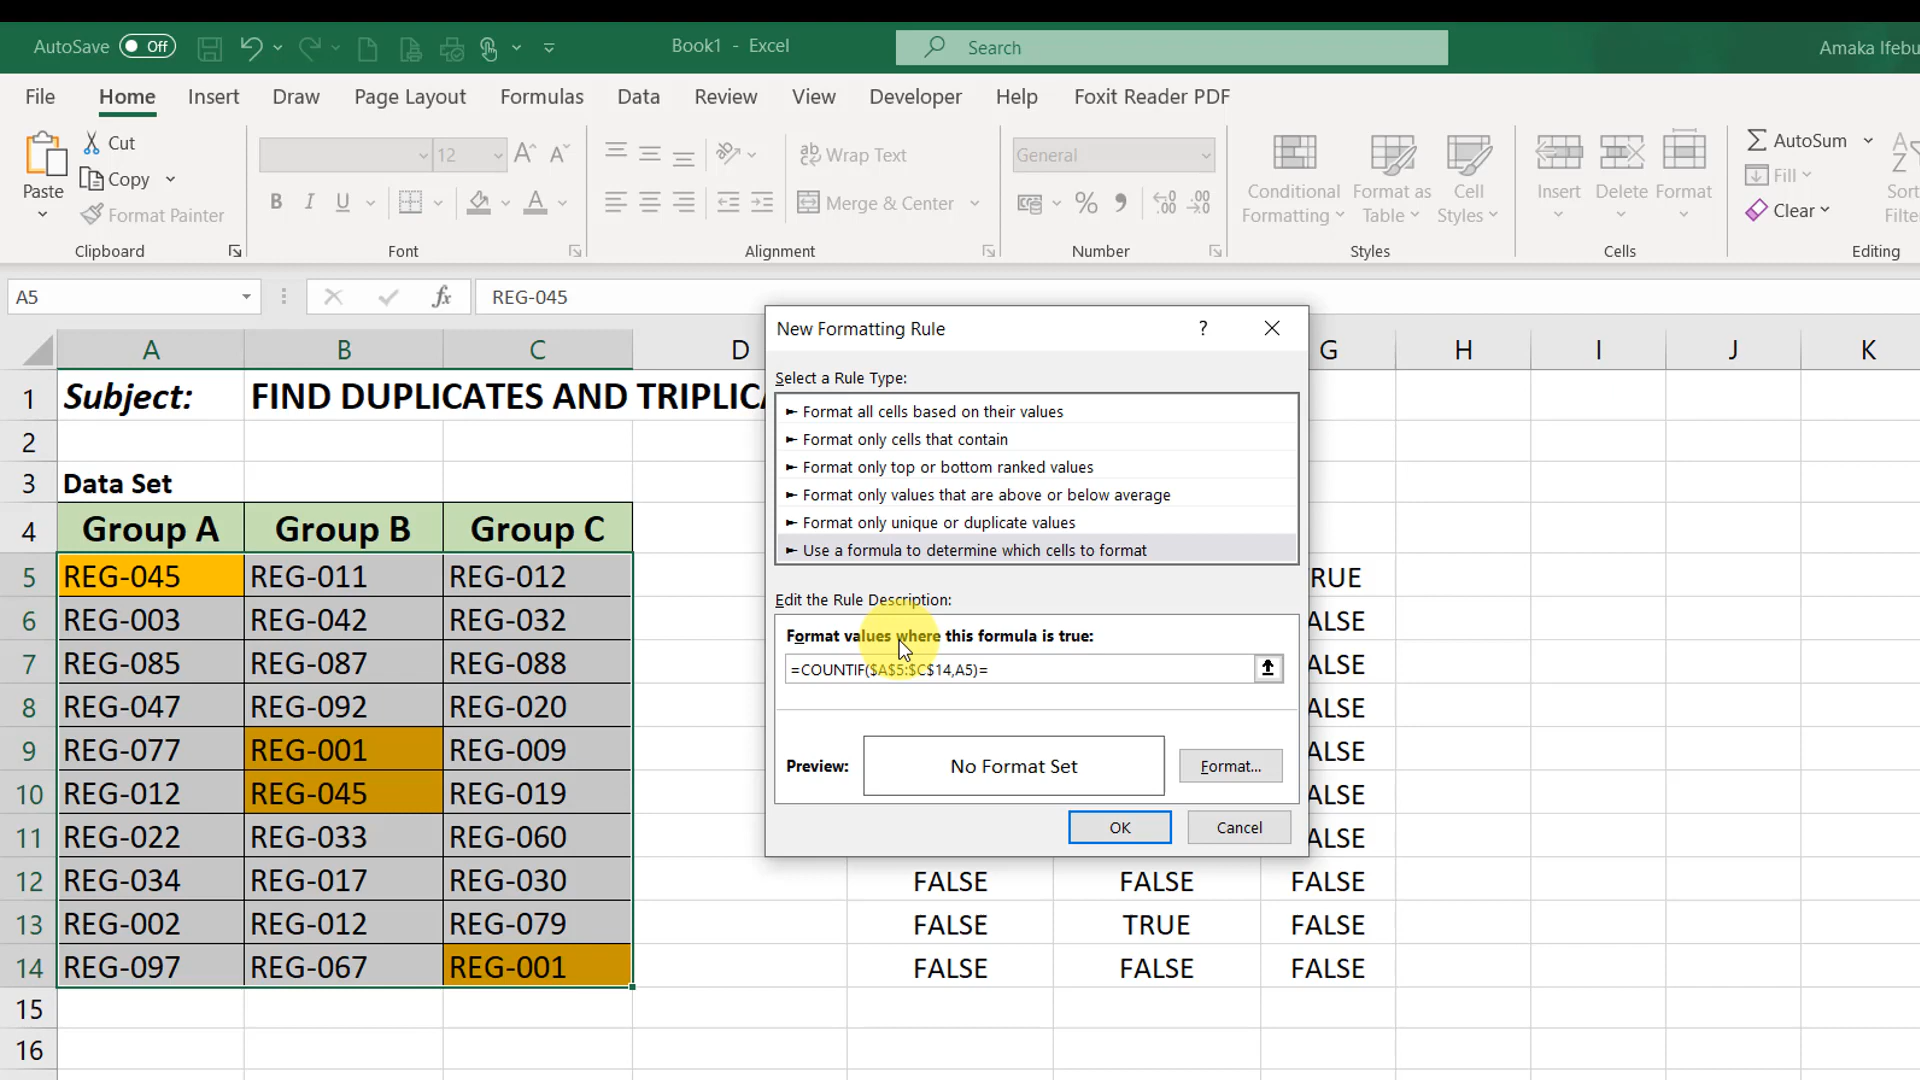 AutoSave Off Book1 - Excel Search Amaka Ifebu
File Home Insert Draw Page Layout Formulas Data Review View Developer Help Foxit Reader PDF
Paste
Cut
Copy
Format Painter
Clipboard
12
A A
B I U A
Font
ab Wrap Text
Merge & Center
Alignment
General
% 9
.00 .00
Number
Conditional Formatting
Format as Table
Cell Styles
Styles
Insert Delete Format
Cells
AutoSum
Fill
Clear
A
Z
Sort
Filte
Editing
A5 fx REG-045
A B C D G H I J K
1 Subject: FIND DUPLICATES AND TRIPLICA
2
3 Data Set
4 Group A Group B Group C
5 REG-045 REG-011 REG-012 RUE
6 REG-003 REG-042 REG-032 ALSE
7 REG-085 REG-087 REG-088 ALSE
8 REG-047 REG-092 REG-020 ALSE
9 REG-077 REG-001 REG-009 ALSE
10 REG-012 REG-045 REG-019 ALSE
11 REG-022 REG-033 REG-060 ALSE
12 REG-034 REG-017 REG-030 FALSE FALSE FALSE
13 REG-002 REG-012 REG-079 FALSE TRUE FALSE
14 REG-097 REG-067 REG-001 FALSE FALSE FALSE
15
16
New Formatting Rule ?
Select a Rule Type:
► Format all cells based on their values
► Format only cells that contain
► Format only top or bottom ranked values
► Format only values that are above or below average
► Format only unique or duplicate values
► Use a formula to determine which cells to format
Edit the Rule Description:
Format values where this formula is true:
=COUNTIF($A$5:$C$14,A5)=
Preview: No Format Set Format...
OK Cancel